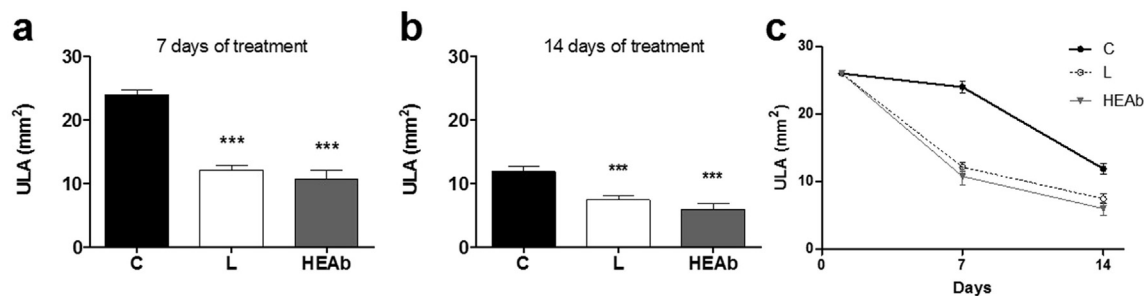 a
7 days of treatment
ULA (mm²)
30
20
10
0
***
***
C
L
HEAb
b
14 days of treatment
ULA (mm²)
30
20
10
0
***
***
C
L
HEAb
c
ULA (mm²)
30
20
10
0
0
7
14
Days
C
L
HEAb